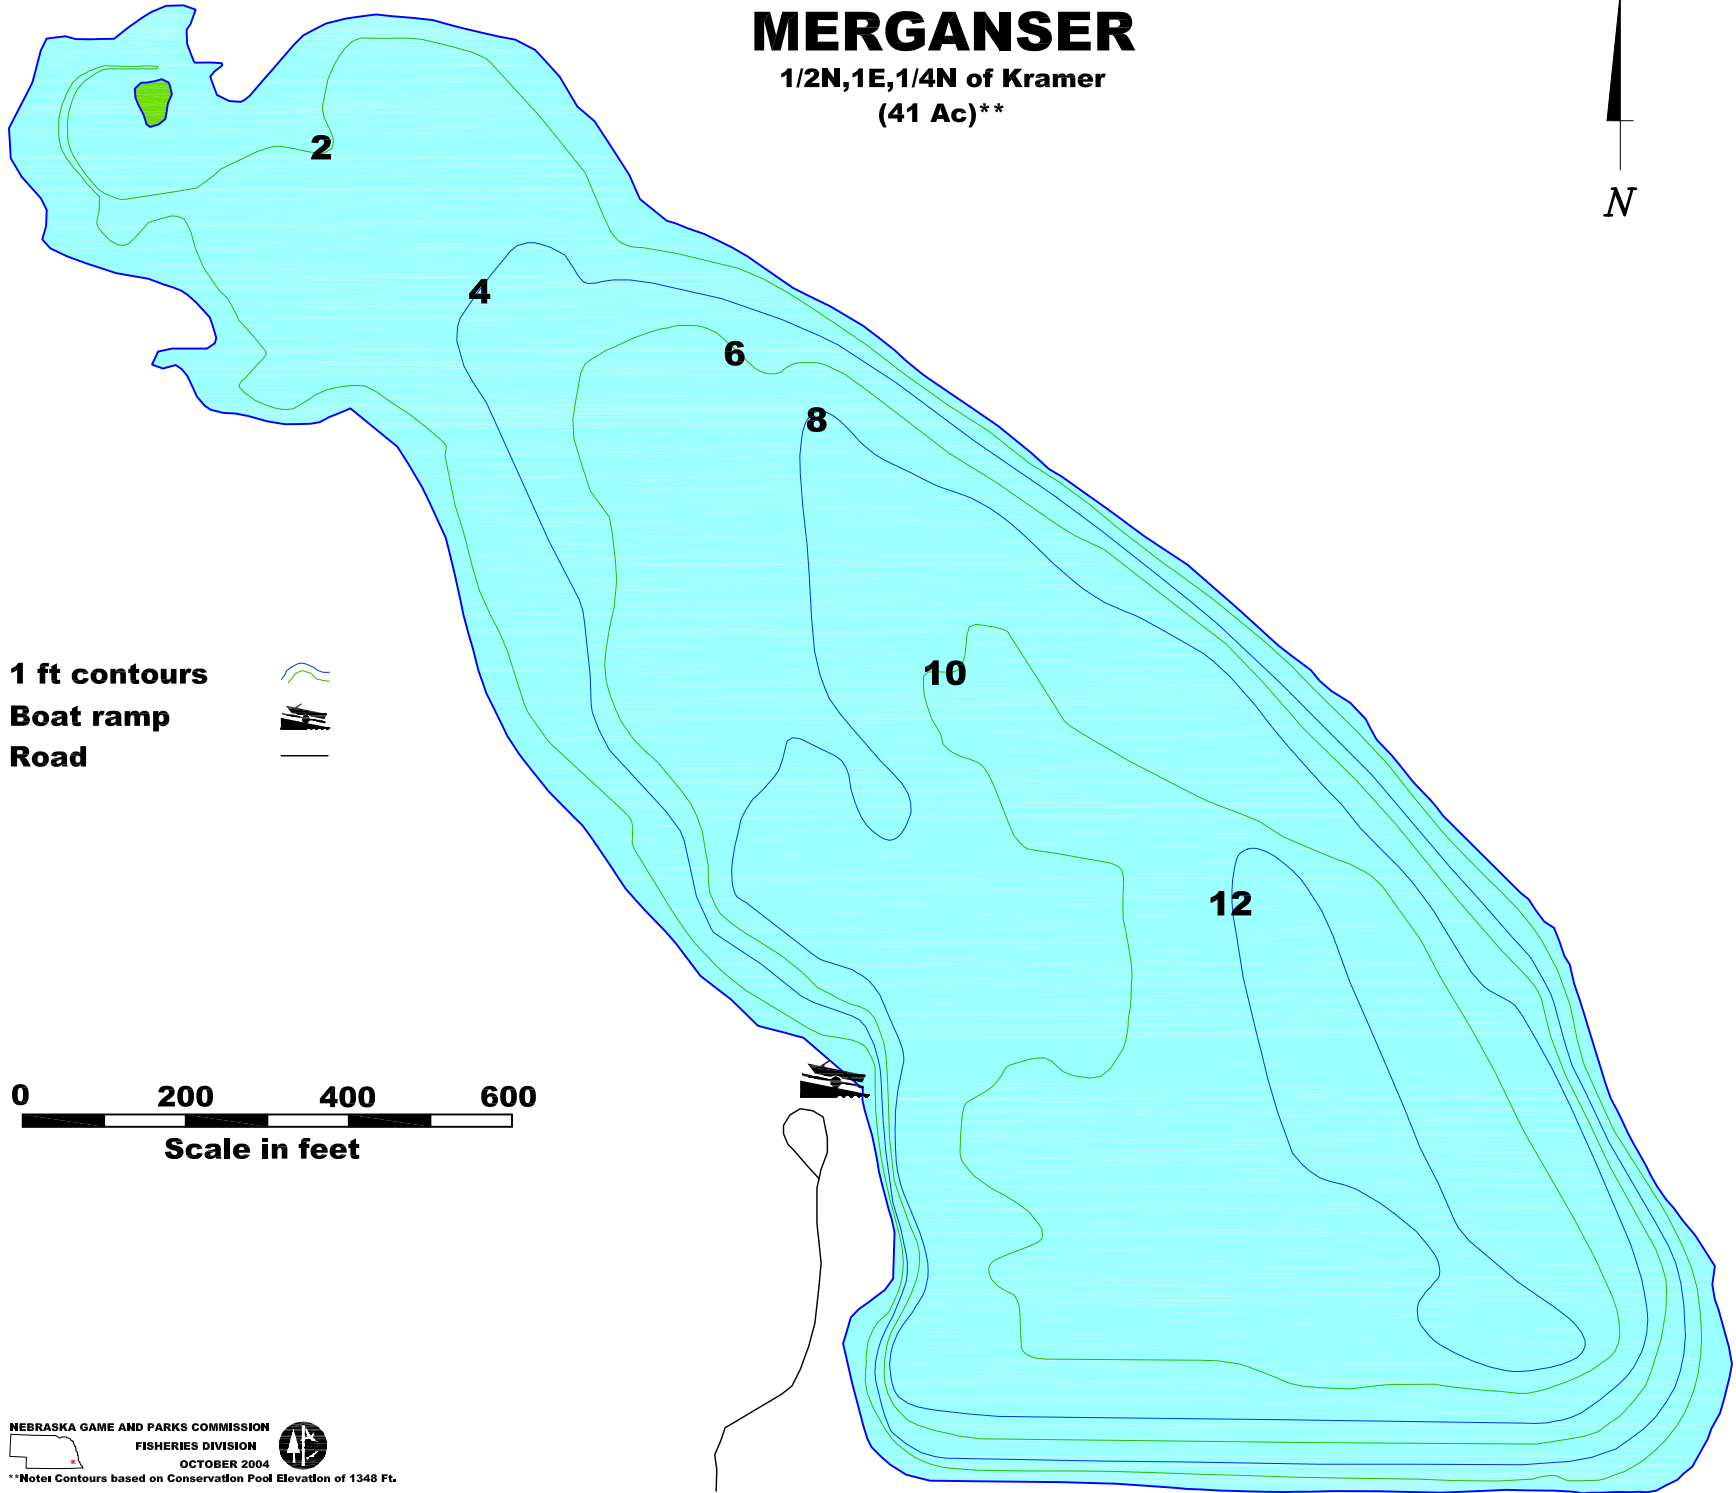 MERGANSER
1/2N,1E,1/4N of Kramer
(41 Ac)**
N
2
4
6
8
10
12
1 ft contours
Boat ramp
Road
0 200 400 600
Scale in feet
NEBRASKA GAME AND PARKS COMMISSION
FISHERIES DIVISION
OCTOBER 2004
**Note: Contours based on Conservation Pool Elevation of 1348 Ft.